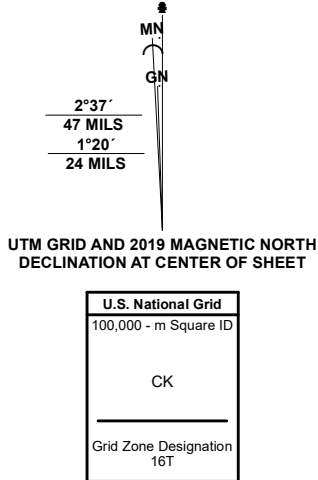 MN
GN
2°37´
47 MILS
1°20´
24 MILS
UTM GRID AND 2019 MAGNETIC NORTH
DECLINATION AT CENTER OF SHEET
U.S. National Grid
100,000 - m Square ID
CK
Grid Zone Designation
16T